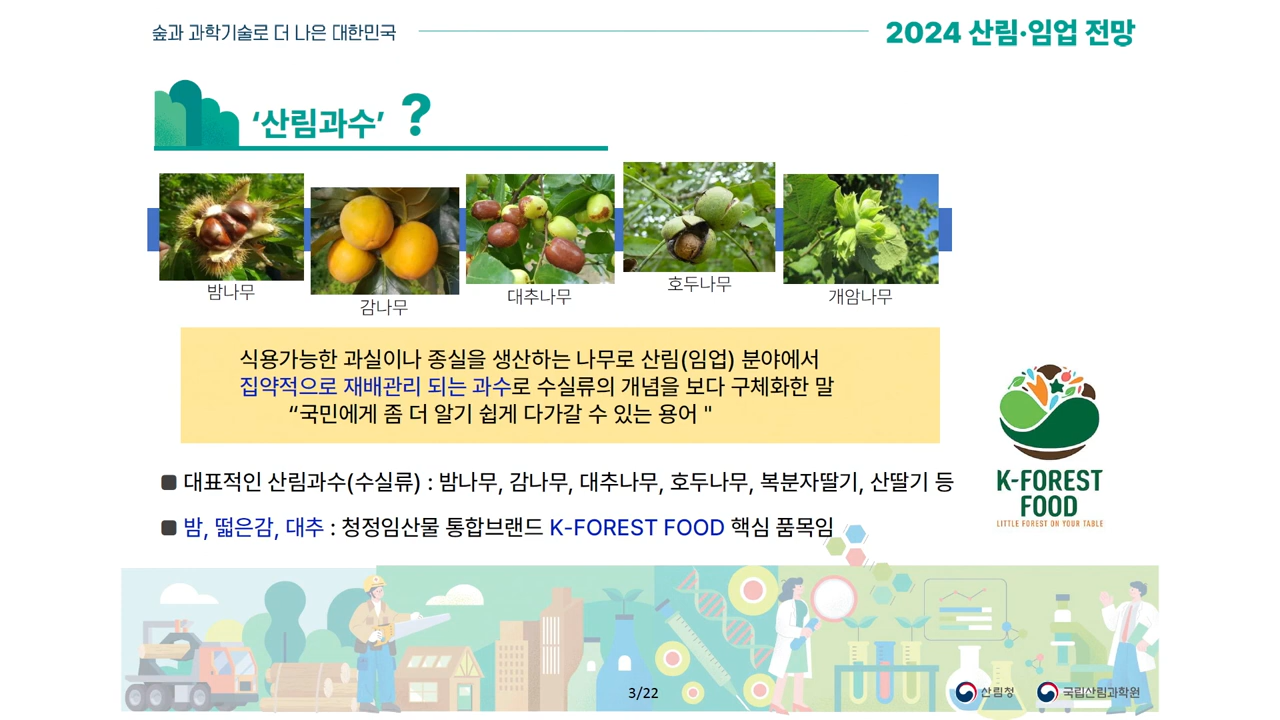 숲과 과학기술로 더 나은 대한민국
2024 산림·임업 전망
‘산림과수’ ?
밤나무
감나무
대추나무
호두나무
개암나무
식용가능한 과실이나 종실을 생산하는 나무로 산림(임업) 분야에서
집약적으로 재배관리 되는 과수로 수실류의 개념을 보다 구체화한 말
“국민에게 좀 더 알기 쉽게 다가갈 수 있는 용어 "
■ 대표적인 산림과수(수실류) : 밤나무, 감나무, 대추나무, 호두나무, 복분자딸기, 산딸기 등
■ 밤, 떫은감, 대추 : 청정임산물 통합브랜드 K-FOREST FOOD 핵심 품목임
K-FOREST
FOOD
LITTLE FOREST ON YOUR TABLE
3/22
산림청
국립산림과학원